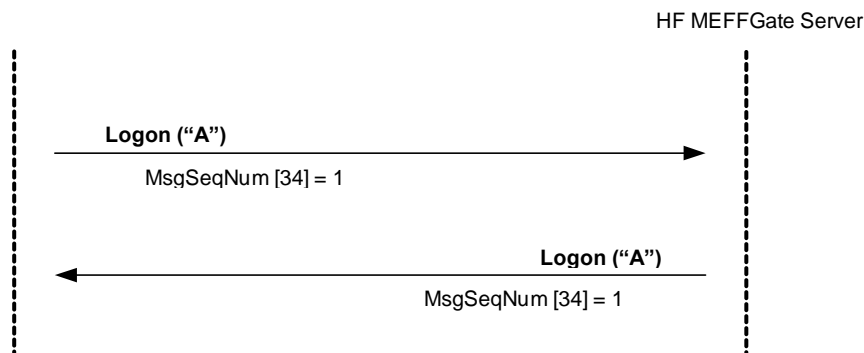 HF MEFFGate Server
Logon (“A”)
MsgSeqNum [34] = 1
Logon (“A”)
MsgSeqNum [34] = 1